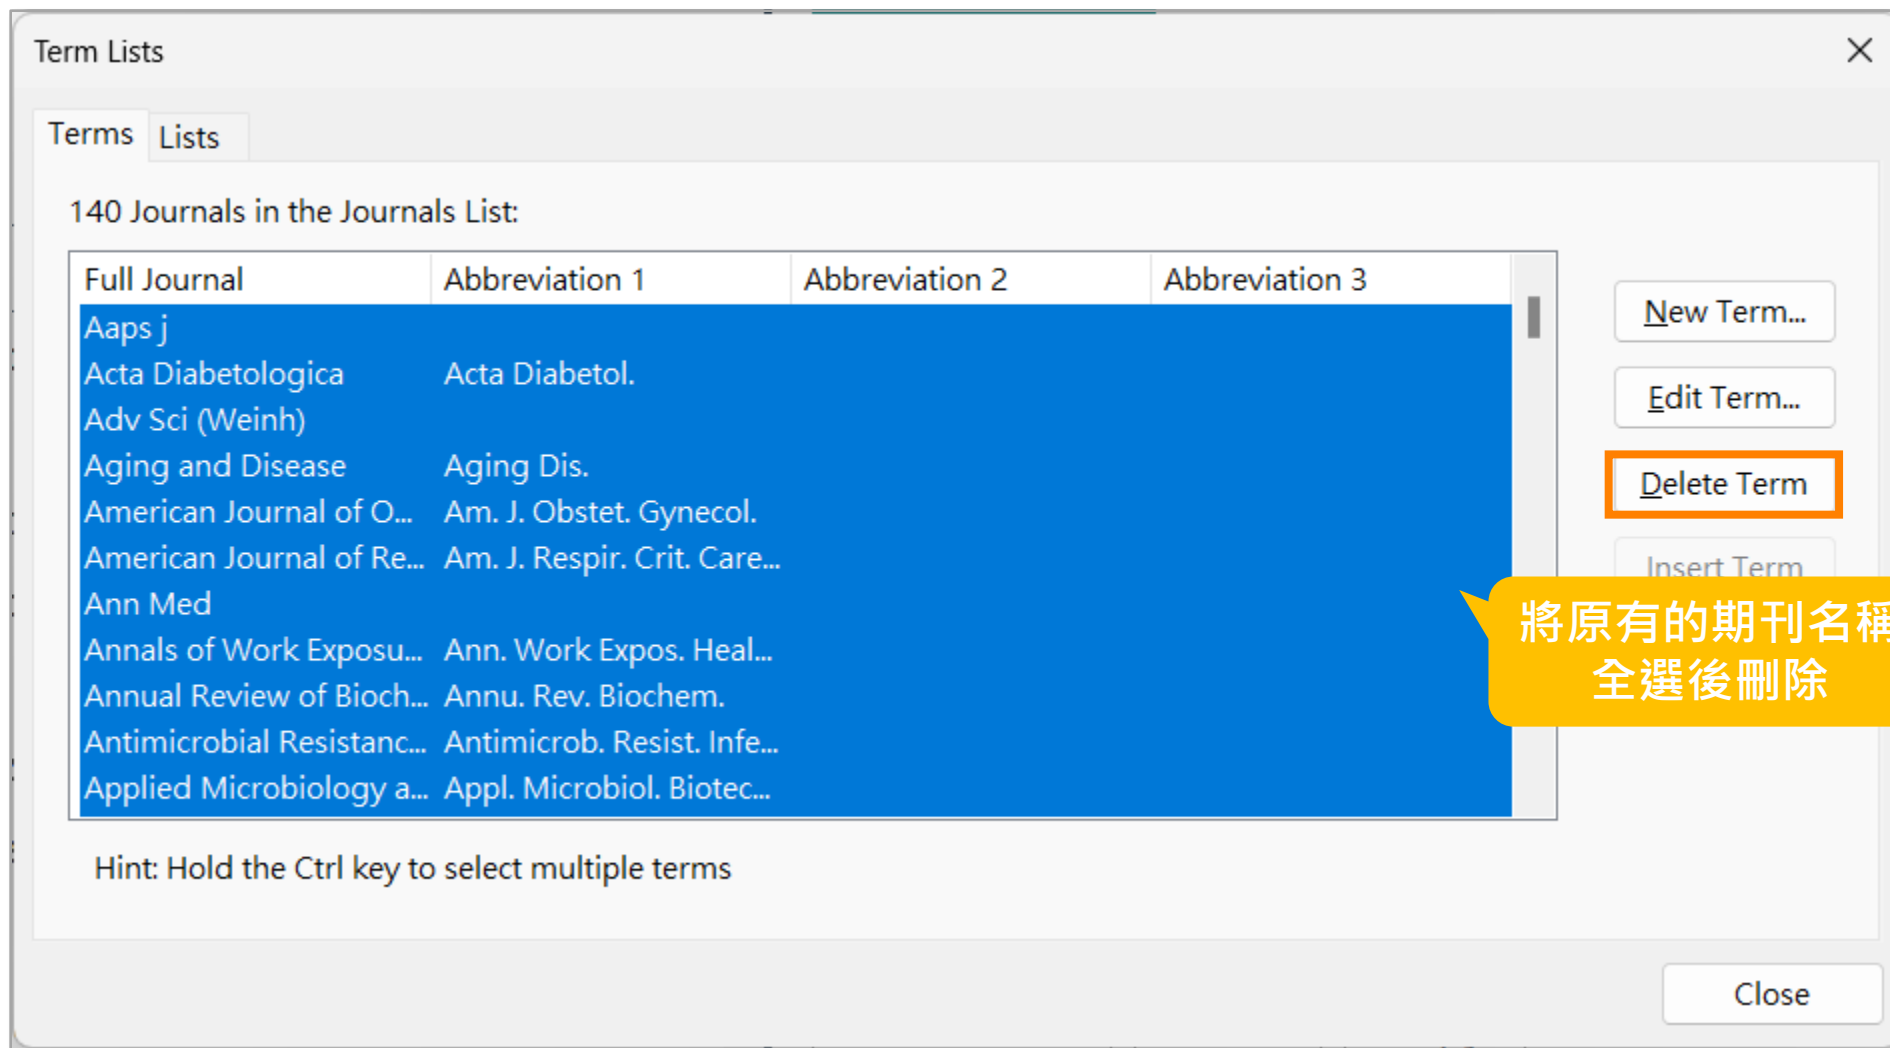 Term Lists
Terms Lists
140 Journals in the Journals List:
Full Journal Abbreviation 1 Abbreviation 2 Abbreviation 3
Aaps j
Acta Diabetologica Acta Diabetol.
Adv Sci (Weinh)
Aging and Disease Aging Dis.
American Journal of O... Am. J. Obstet. Gynecol.
American Journal of Re... Am. J. Respir. Crit. Care...
Ann Med
Annals of Work Exposu... Ann. Work Expos. Heal...
Annual Review of Bioch... Annu. Rev. Biochem.
Antimicrobial Resistanc... Antimicrob. Resist. Infe...
Applied Microbiology a... Appl. Microbiol. Biotec...
New Term...
Edit Term...
Delete Term
Insert Term
將原有的期刊名稱
全選後刪除
Hint: Hold the Ctrl key to select multiple terms
Close